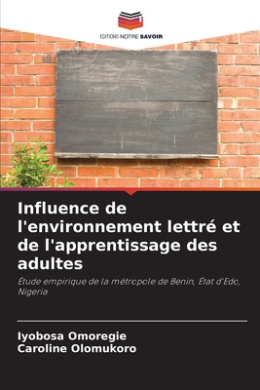 EDITIONS NOTRE SAVOIR
Influence de
l'environnement lettré et
de l'apprentissage des
adultes
Étude empirique de la métropole de Benin, État d'Edo,
Nigeria
Iyobosa Omoregie
Caroline Olomukoro